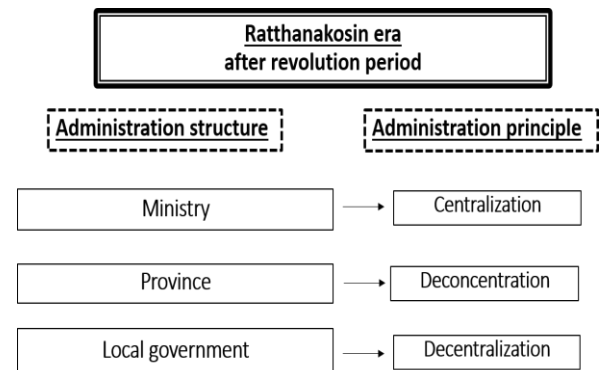 Ratthanakosin era
after revolution period
Administration structure
Administration principle
Ministry
Centralization
Province
Deconcentration
Local government
Decentralization